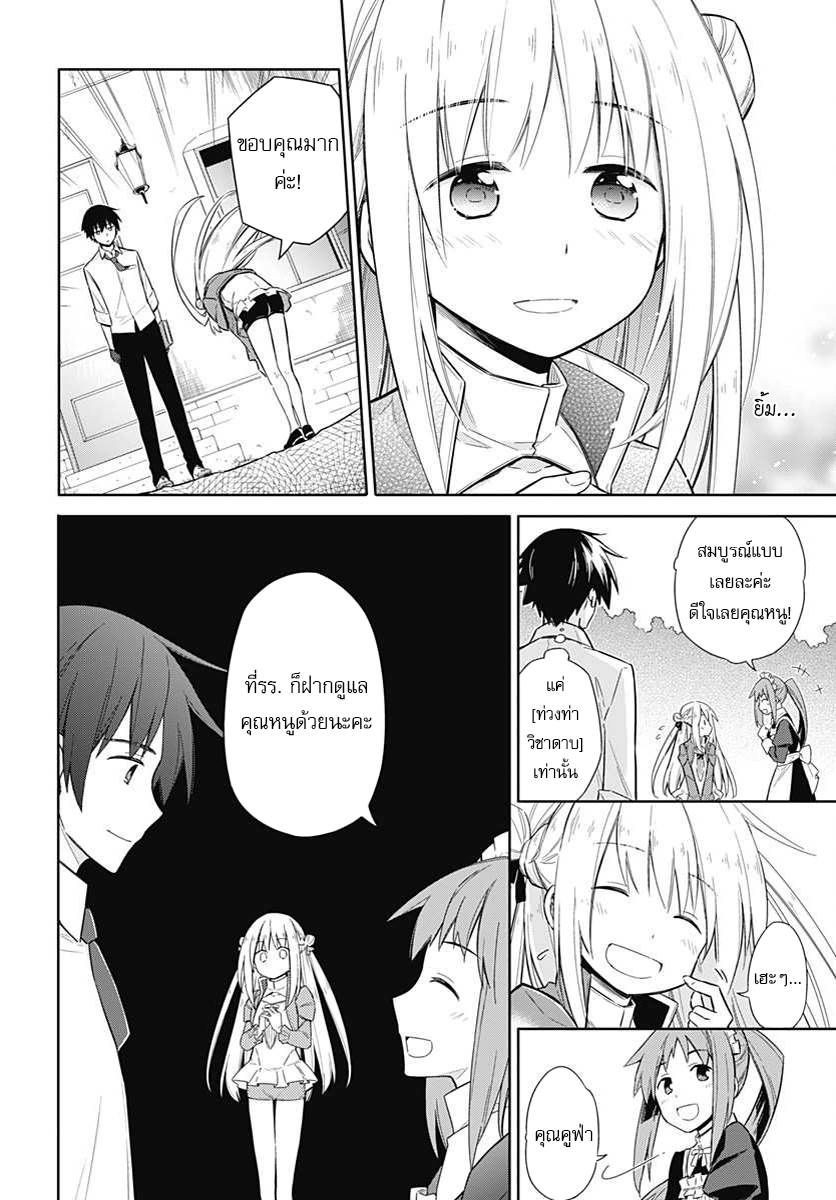 ยิ้ม...
ขอบคุณมาก
ค่ะ!
สมบูรณ์แบบ
เลยละค่ะ
ดีใจเลยคุณหนู!
แค่
[ท่วงท่า
วิชาดาบ]
เท่านั้น
เฮะๆ...
คุณคูฟ่า
ที่รร. ก็ฝากดูแล
คุณหนูด้วยนะคะ